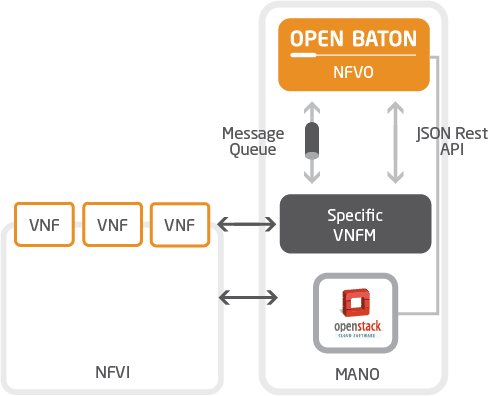 OPEN BATON
NFVO
Message
Queue
JSON Rest
API
VNF
VNF
VNF
Specific
VNFM
openstack
CLOUD SOFTWARE
NFVI
MANO